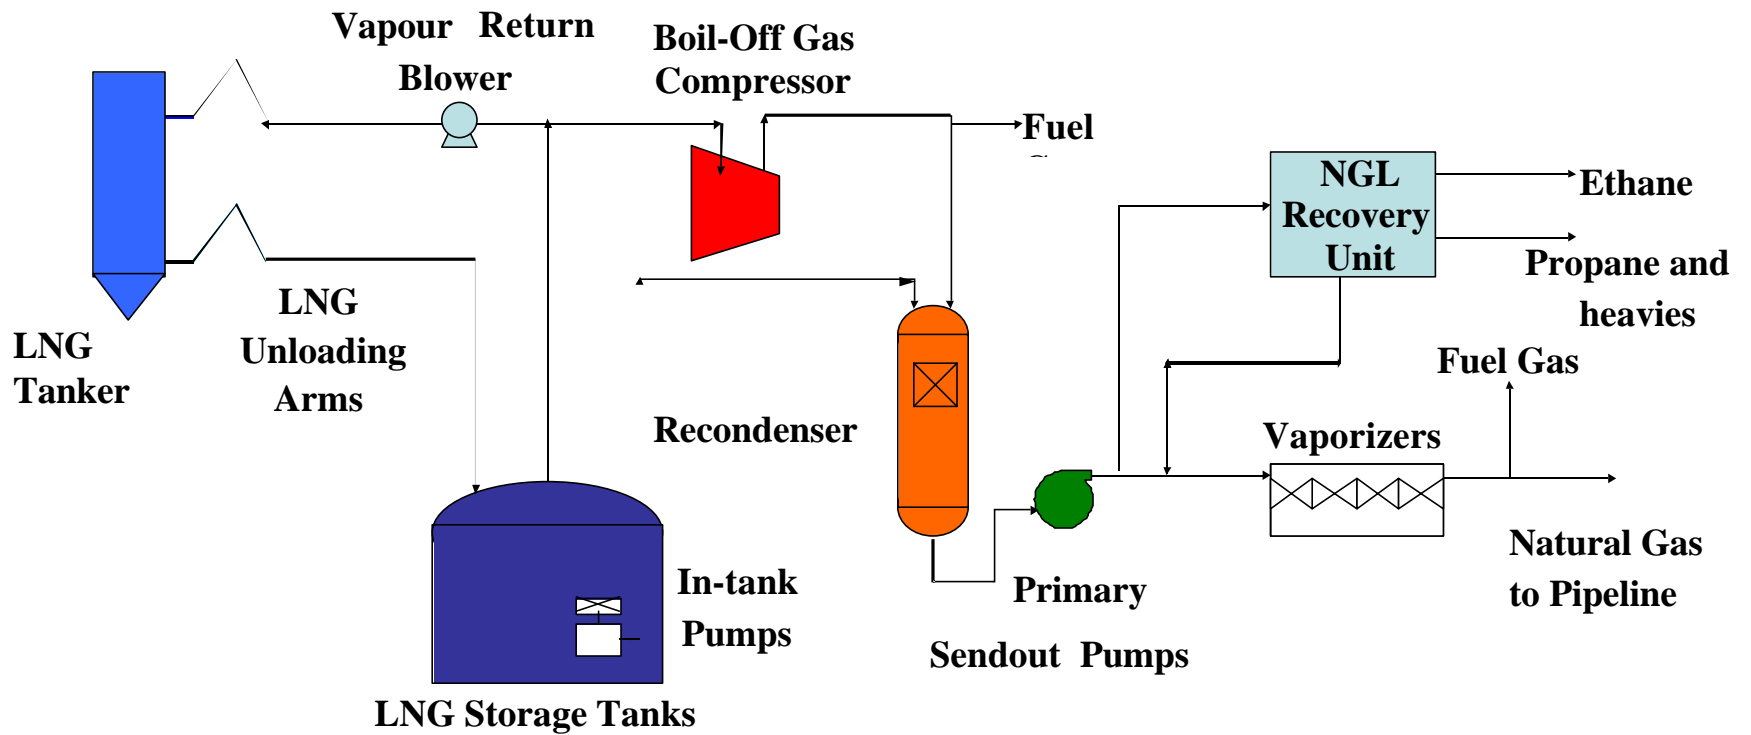 Vapour Return
Blower
Boil-Off Gas
Compressor
Fuel
NGL
Recovery
Unit
Ethane
Propane and
heavies
LNG
Tanker
LNG
Unloading
Arms
Fuel Gas
Recondenser
Vaporizers
Natural Gas
to Pipeline
In-tank
Pumps
Primary
Sendout Pumps
LNG Storage Tanks